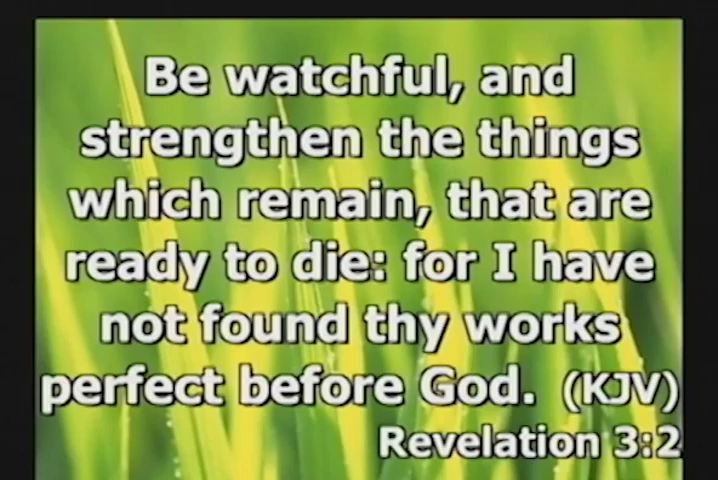 Be watchful, and
strengthen the things
which remain, that are
ready to die: for I have
not found thy works
perfect before God. (KJV)
Revelation 3:2